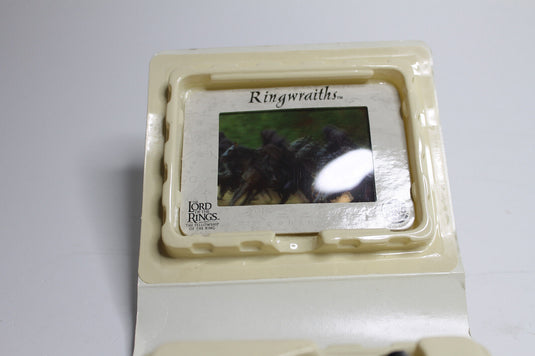 Ringwraiths™
THE
LORD
OF THE
RINGS
THE FELLOWSHIP
OF THE RING